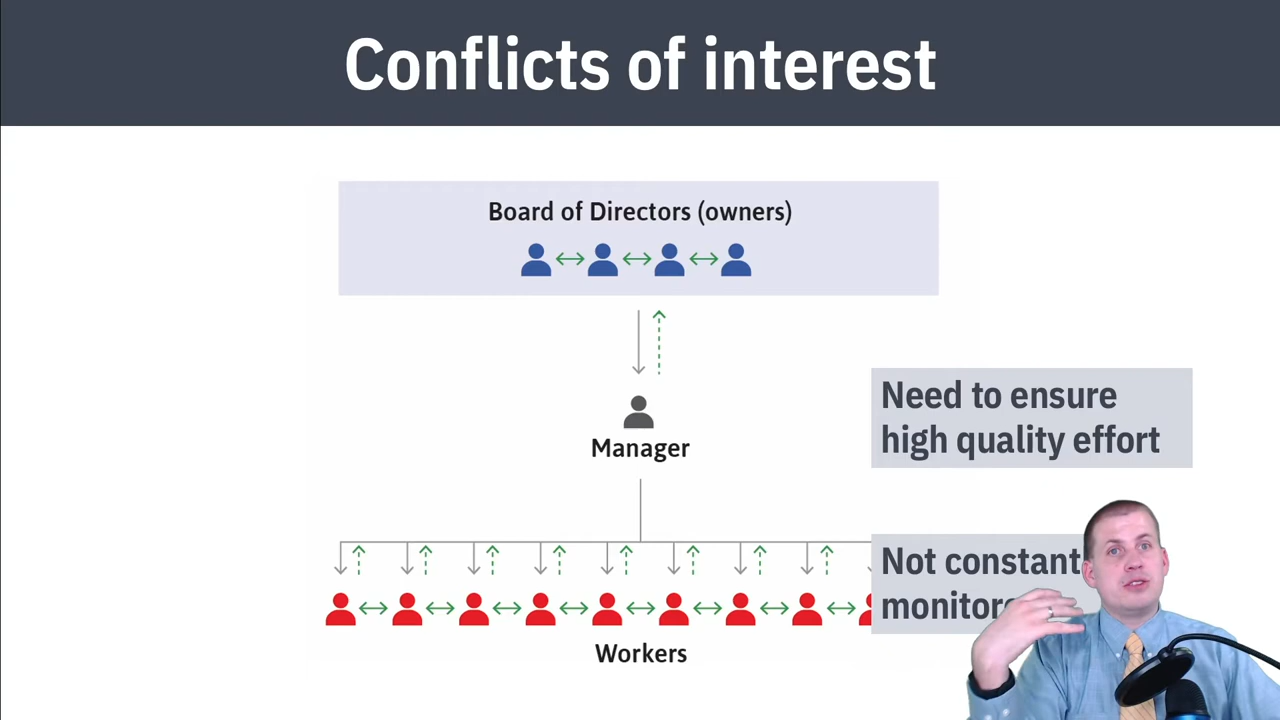 Conflicts of interest
Board of Directors (owners)
Manager
Need to ensure
high quality effort
Not constant
Workers